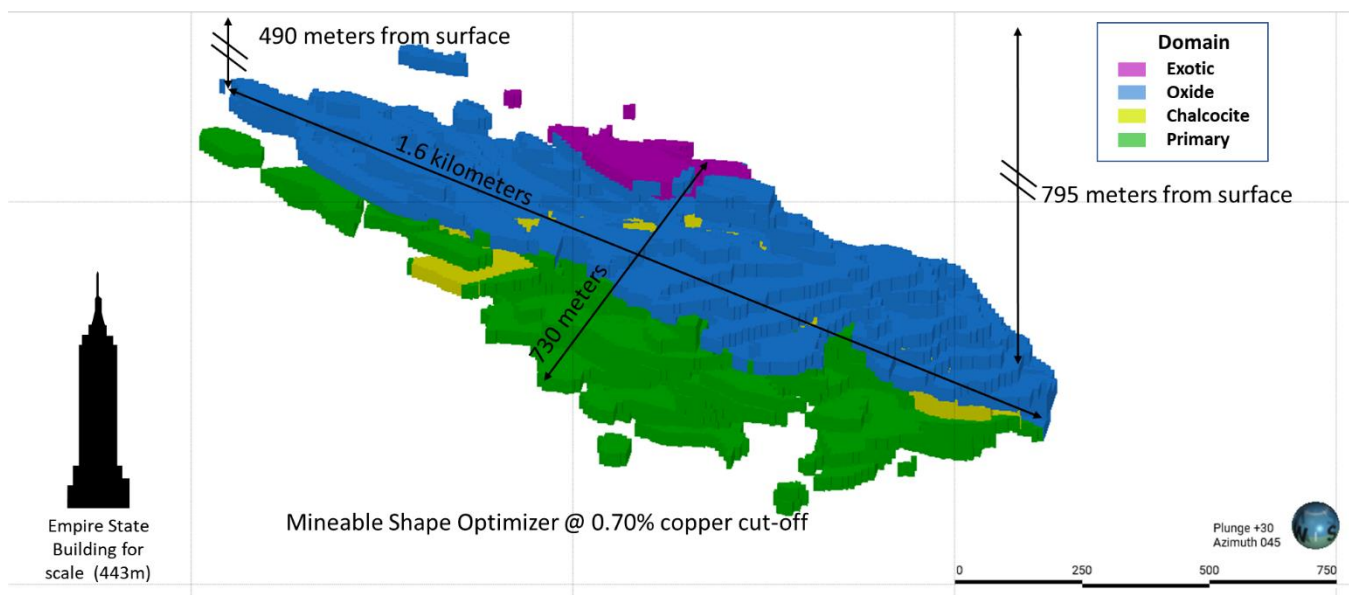 490 meters from surface
Domain
Exotic
Oxide
Chalcocite
Primary
1.6 kilometers
795 meters from surface
730 meters
Empire State
Building for
scale (443m)
Mineable Shape Optimizer @ 0.70% copper cut-off
Plunge +30
Azimuth 045
W S
0 250 500 750